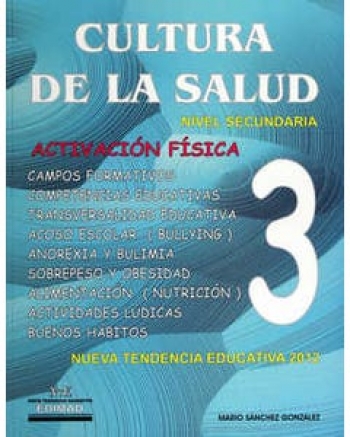 CULTURA
DE LA SALUD
NIVEL SECUNDARIA
ACTIVACIÓN FÍSICA
CAMPOS FORMATIVOS
COMPETENCIAS EDUCATIVAS
TRANSVERSALIDAD EDUCATIVA
ACOSO ESCOLAR ( BULLYING )
ANOREXIA Y BULIMIA
SOBREPESO Y OBESIDAD
ALIMENTACIÓN ( NUTRICIÓN )
ACTIVIDADES LÚDICAS
BUENOS HÁBITOS
3
NUEVA TENDENCIA EDUCATIVA 2012
EDIMAD
MARIO SÁNCHEZ GONZÁLEZ